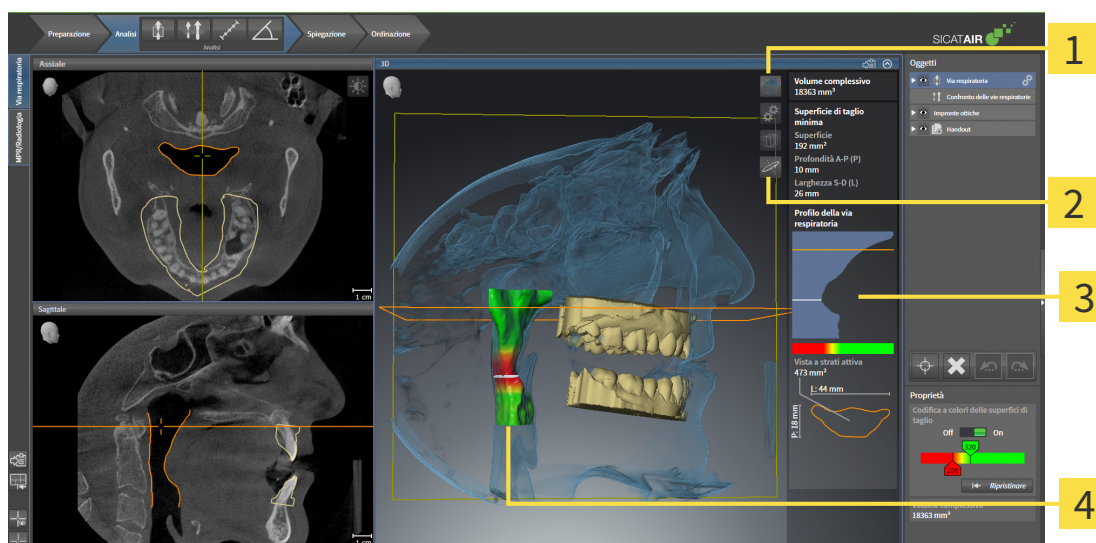 Preparazione
Analisi
Analisi
Spiegazione
Ordinazione
SICATAIR
1
Via respiratoria
MPR/Radiologia
Assiale
1 cm
Sagittale
1 cm
3D
Volume complessivo
18363 mm³
Superficie di taglio
minima
Superficie
192 mm²
Profondità A-P (P)
10 mm
Larghezza S-D (L)
26 mm
2
Profilo della via
respiratoria
3
Vista a strati attiva
473 mm²
L: 44 mm
P: 18 mm
4
Oggetti
Via respiratoria
Confronto delle vie respiratorie
Impronte ottiche
Handout
Proprietà
Codifica a colori delle superfici di
taglio
Off On
320
200
Ripristinare
Volume complessivo
18363 mm³